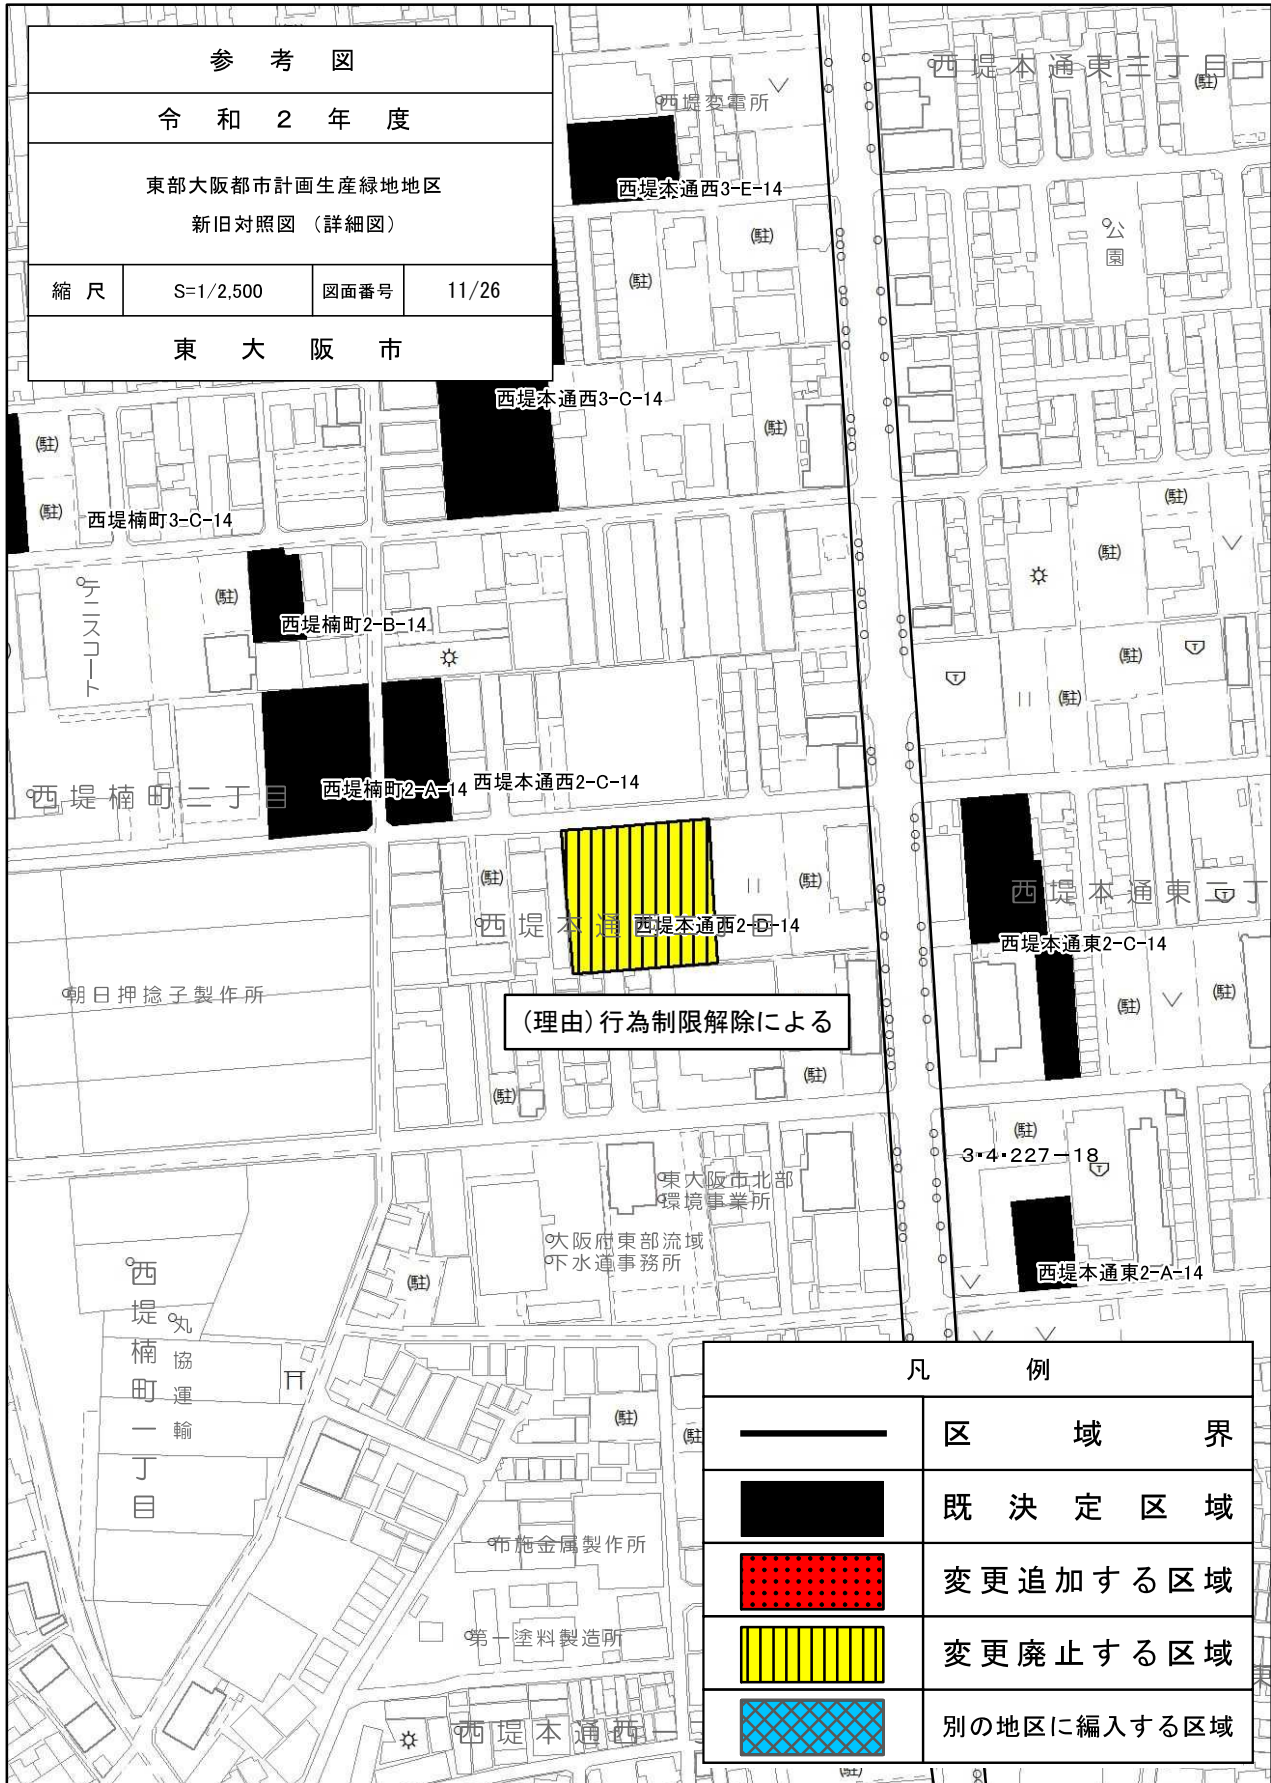 参考図
令和2年度
東部大阪都市計画生産緑地地区
新旧対照図 （詳細図）
縮尺 S=1/2,500 図面番号 11/26
東大阪市
西堤本通東三丁目
(駐)
西堤変電所
西堤本通西3-E-14
公園
(駐)
(駐)
西堤本通西3-C-14
(駐)
(駐)
(駐)
西堤楠町3-C-14
(駐)
(駐)
テニスコート
(駐)
西堤楠町2-B-14
(駐)
(駐)
西堤楠町二丁目
西堤楠町2-A-14
西堤本通西2-C-14
(駐)
(駐)
西堤本通東二丁
西堤本通西二丁目
西堤本通西2-D-14
西堤本通東2-C-14
朝日押捻子製作所
(理由)行為制限解除による
(駐)
(駐)
(駐)
(駐)
(駐)
3・4・227－18
東大阪市北部
環境事業所
大阪府東部流域
下水道事務所
西堤本通東2-A-14
(駐)
西堤楠町一丁目
丸協運輸
(駐)
(駐
布施金属製作所
第一塗料製造所
西堤本通西一
凡例
区域界
既決定区域
変更追加する区域
変更廃止する区域
別の地区に編入する区域
東
(駐)